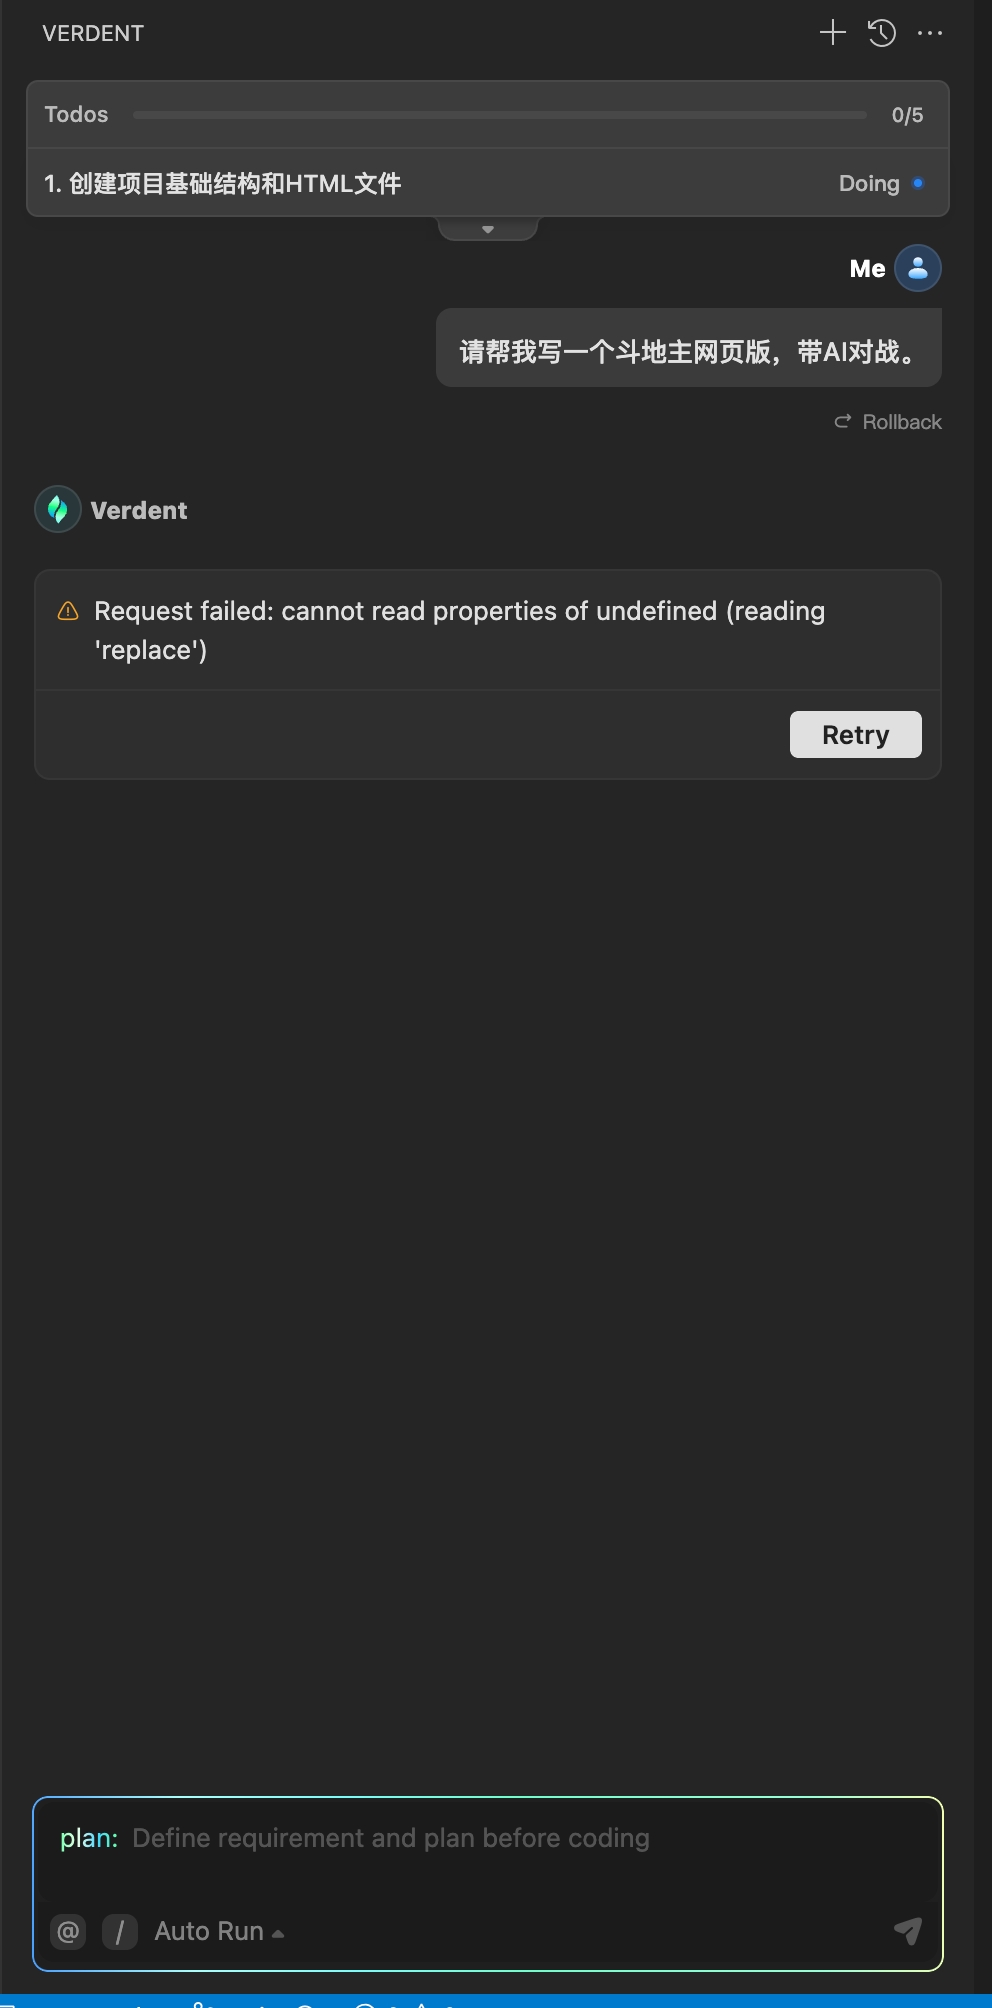 VERDENT
Todos 0/5
1. 创建项目基础结构和HTML文件 Doing
Me
请帮我写一个斗地主网页版，带AI对战。
Rollback
Verdent
Request failed: cannot read properties of undefined (reading
'replace')
Retry
plan: Define requirement and plan before coding
@ / Auto Run